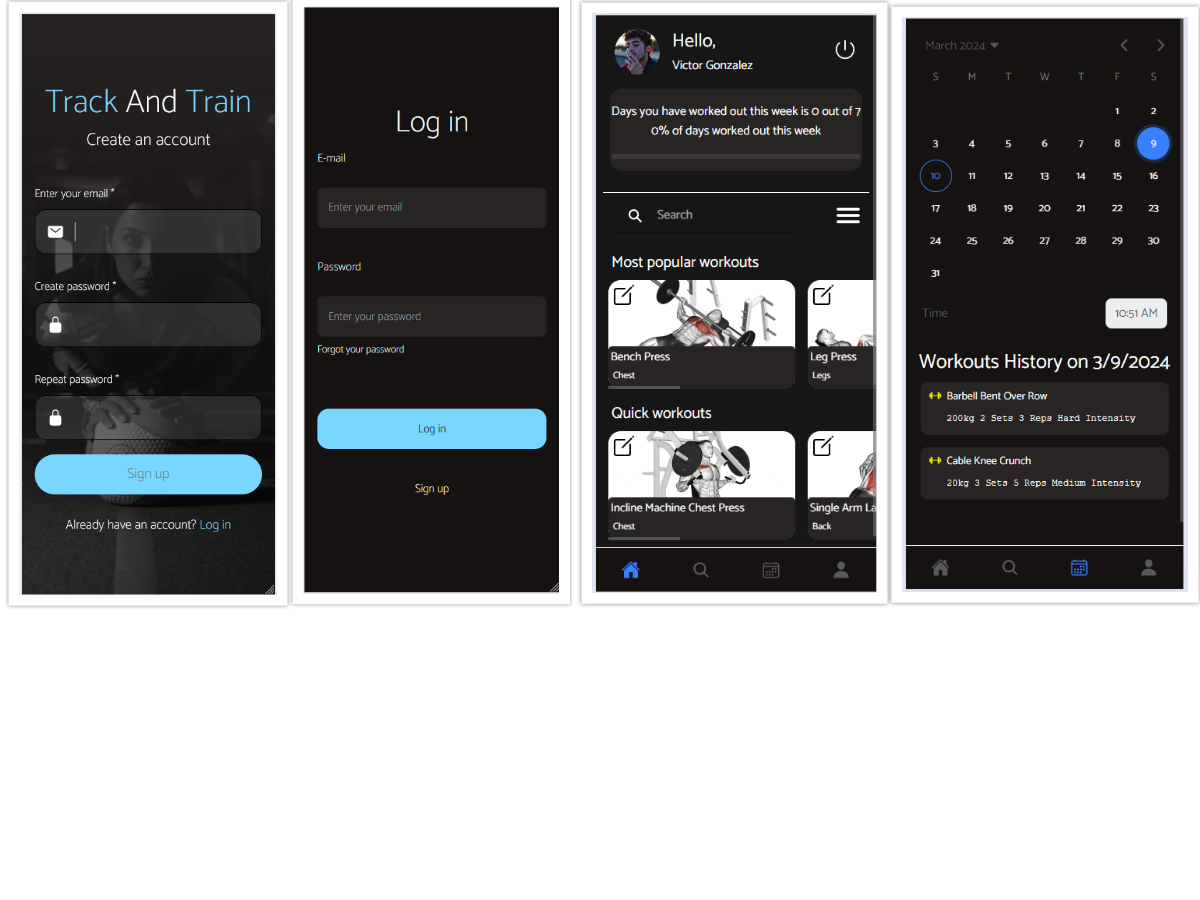 Track And Train
Create an account
Enter your email *
Create password *
Repeat password *
Sign up
Already have an account? Log in
Log in
E-mail
Enter your email
Password
Enter your password
Forgot your password
Log in
Sign up
Hello,
Victor Gonzalez
Days you have worked out this week is 0 out of 7
0% of days worked out this week
Search
Most popular workouts
Bench Press
Chest
Leg Press
Legs
Quick workouts
Incline Machine Chest Press
Chest
Single Arm La
Back
March 2024
S M T W T F S
1 2
3 4 5 6 7 8 9
10 11 12 13 14 15 16
17 18 19 20 21 22 23
24 25 26 27 28 29 30
31
Time 10:51 AM
Workouts History on 3/9/2024
Barbell Bent Over Row
200kg 2 Sets 3 Reps Hard Intensity
Cable Knee Crunch
20kg 3 Sets 5 Reps Medium Intensity